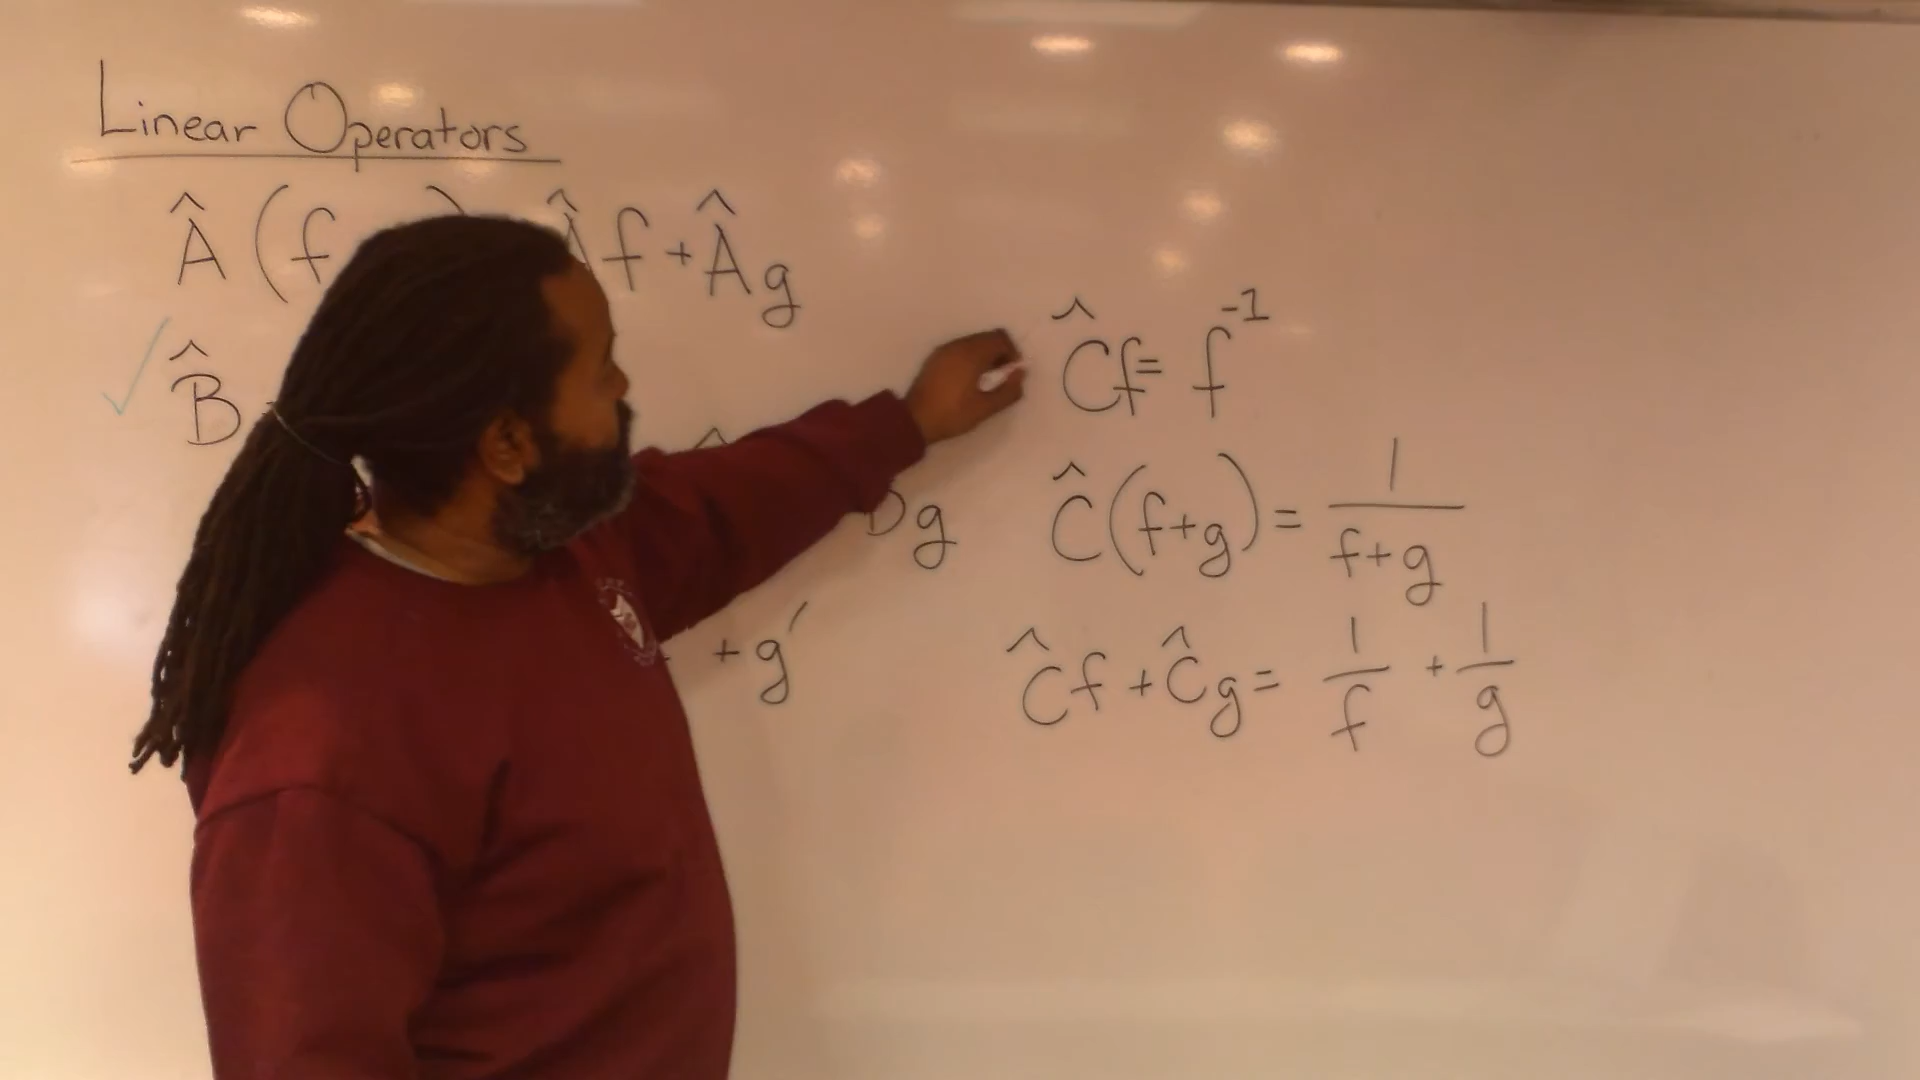 Linear Operators
Â (f ) Âf + Âg
B̂
g
+ g′
Ĉf = f⁻¹
Ĉ(f+g) = 1/(f+g)
Ĉf + Ĉg = 1/f + 1/g